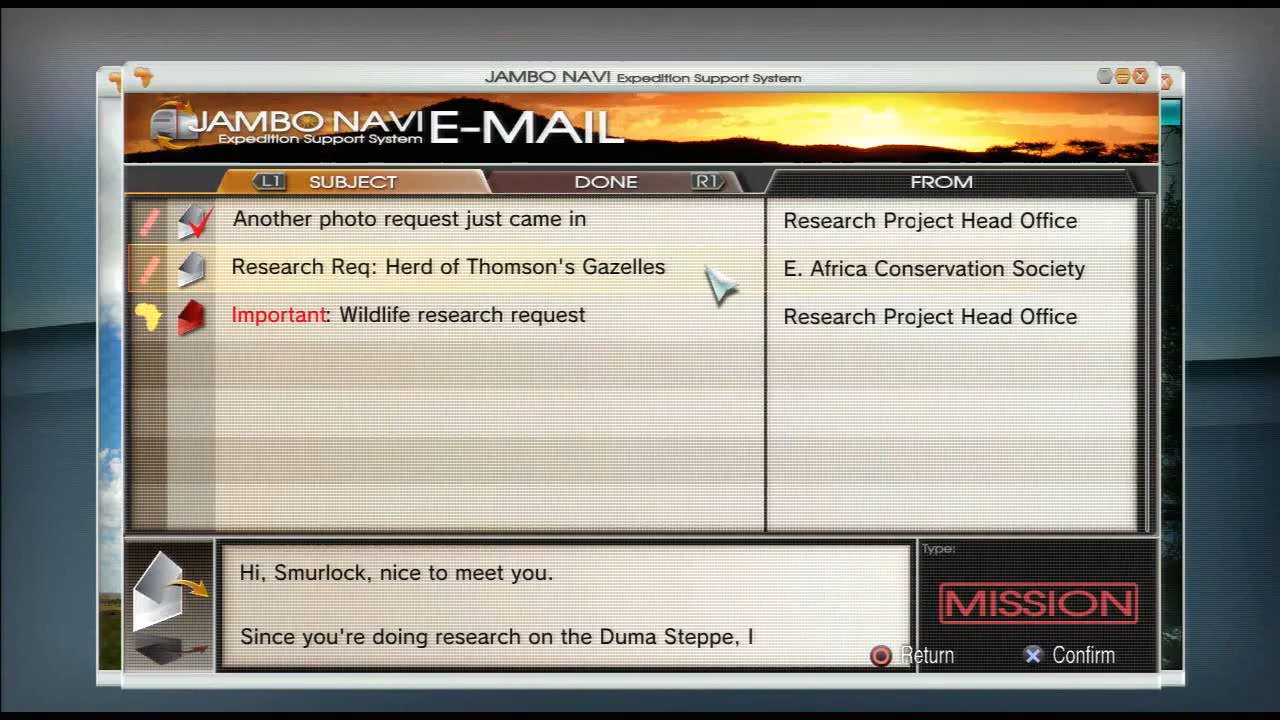 JAMBO NAVI Expedition Support System
JAMBO NAVI E-MAIL
Expedition Support System
L1 SUBJECT DONE R1 FROM
Another photo request just came in Research Project Head Office
Research Req: Herd of Thomson's Gazelles E. Africa Conservation Society
Important: Wildlife research request Research Project Head Office
Type:
Hi, Smurlock, nice to meet you.
MISSION
Since you're doing research on the Duma Steppe, I
Return Confirm